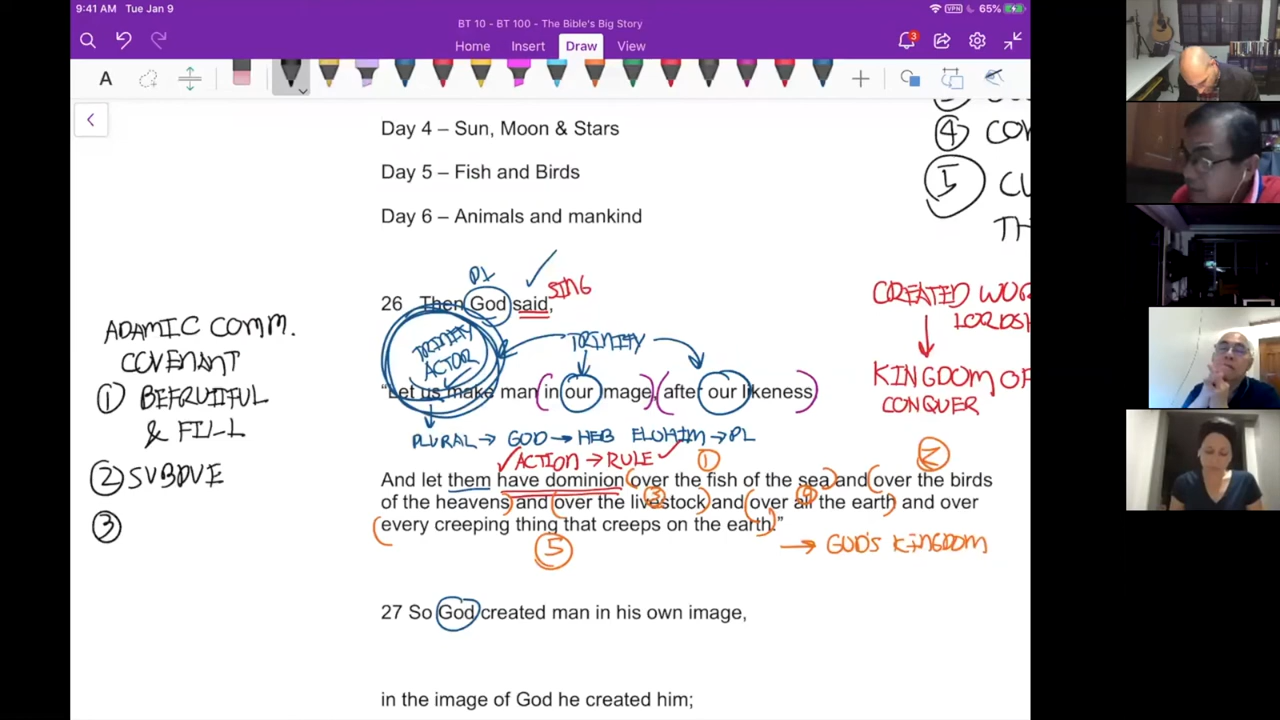 9:41 AM Tue Jan 9
VPN 65%
BT 10 - BT 100 - The Bible's Big Story
Home Insert Draw View
3
A
Day 4 – Sun, Moon & Stars
④ CON
Day 5 – Fish and Birds
CU
Day 6 – Animals and mankind
TH
PL
SING
26 Then God said,
CREATED WOR
LORDSH
ADAMIC COMM.
COVENANT
TRINITY
TRINITY
ACTOR
KINGDOM OF
CONQUER
① BEFRUITFUL
& FILL
"Let us make man in our image, after our likeness.
PLURAL → GOD → HEB ELOHIM → PL
ACTION → RULE
① 2
② SUBDUE
And let them have dominion over the fish of the sea and over the birds
of the heavens and over the livestock and over all the earth and over
every creeping thing that creeps on the earth."
③
⑤
→ GOD'S KINGDOM
27 So God created man in his own image,
in the image of God he created him;